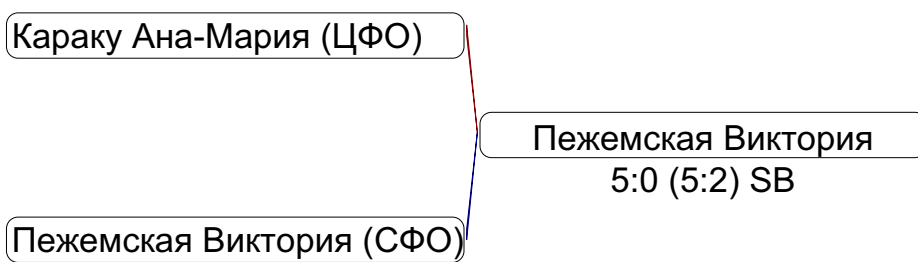 Караку Ана-Мария (ЦФО)
Пежемская Виктория
5:0 (5:2) SB
Пежемская Виктория (СФО)